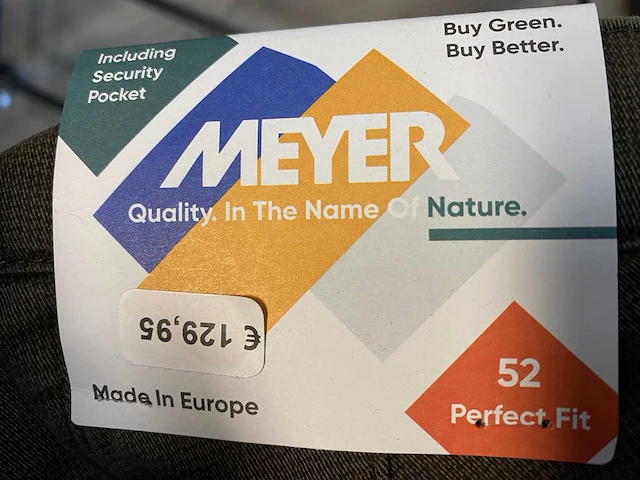 Including
Security
Pocket
Buy Green.
Buy Better.
MEYER
Quality. In The Name Of Nature.
€ 129,95
Made In Europe
52
Perfect Fit